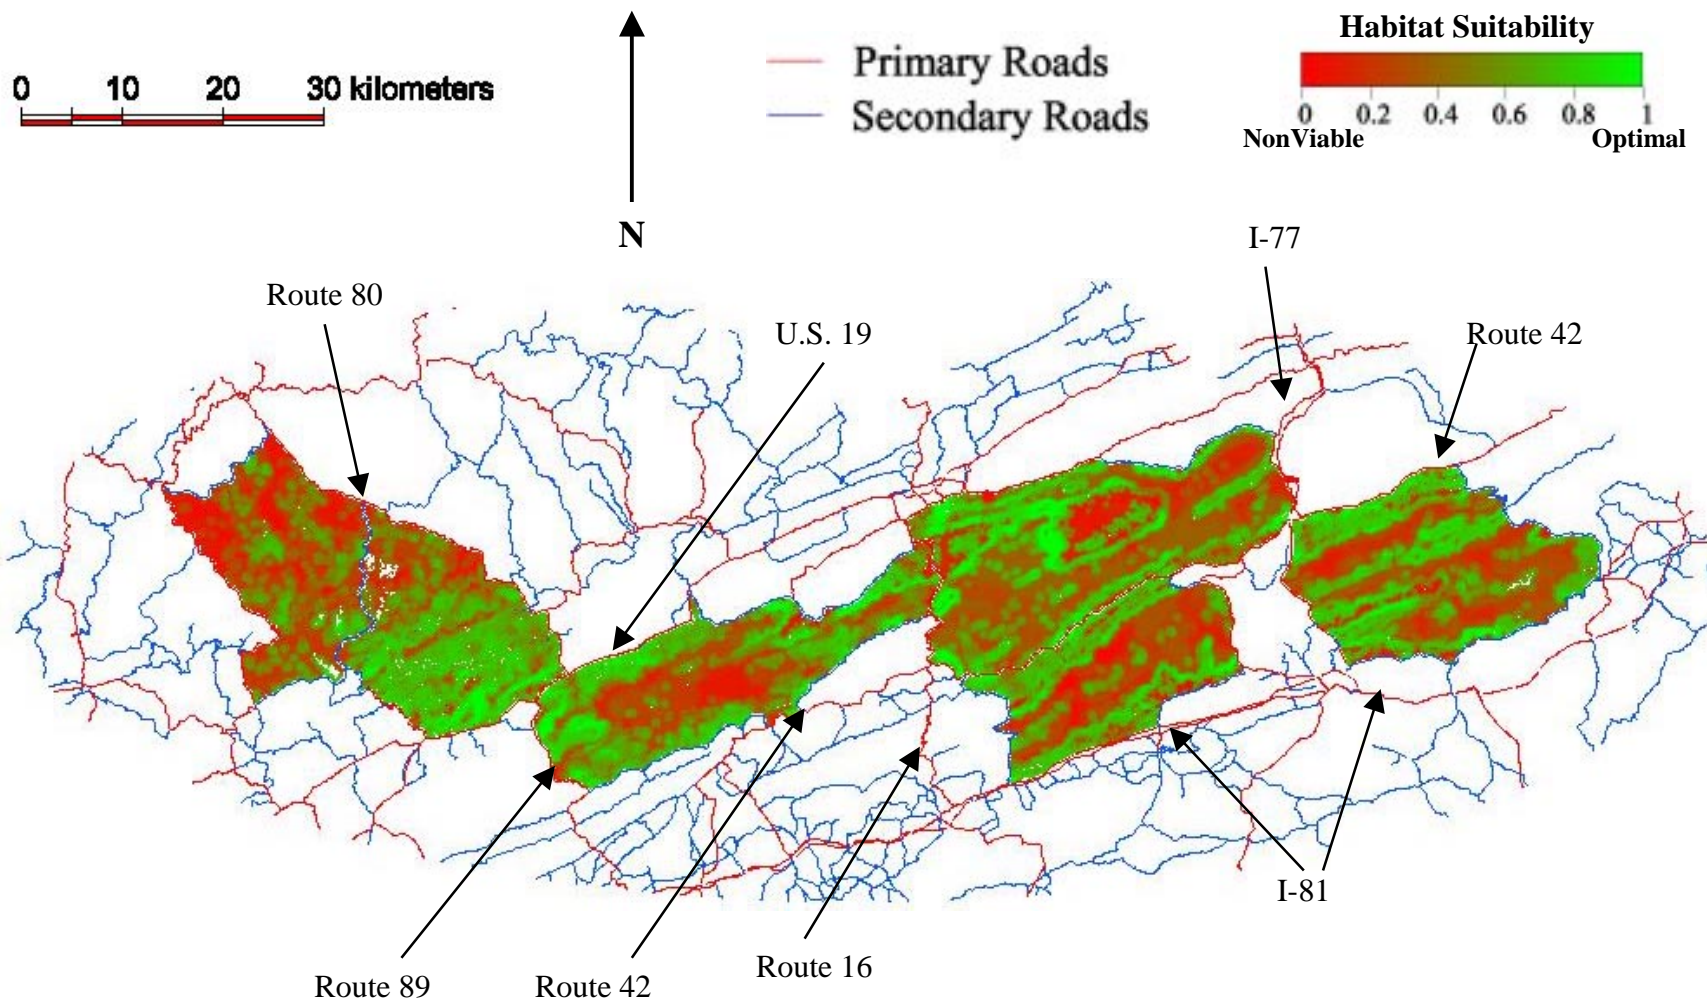 Habitat Suitability
0 10 20 30 kilometers
Primary Roads
Secondary Roads
0 0.2 0.4 0.6 0.8 1
NonViable Optimal
N
I-77
Route 80
U.S. 19
Route 42
I-81
Route 16
Route 89
Route 42